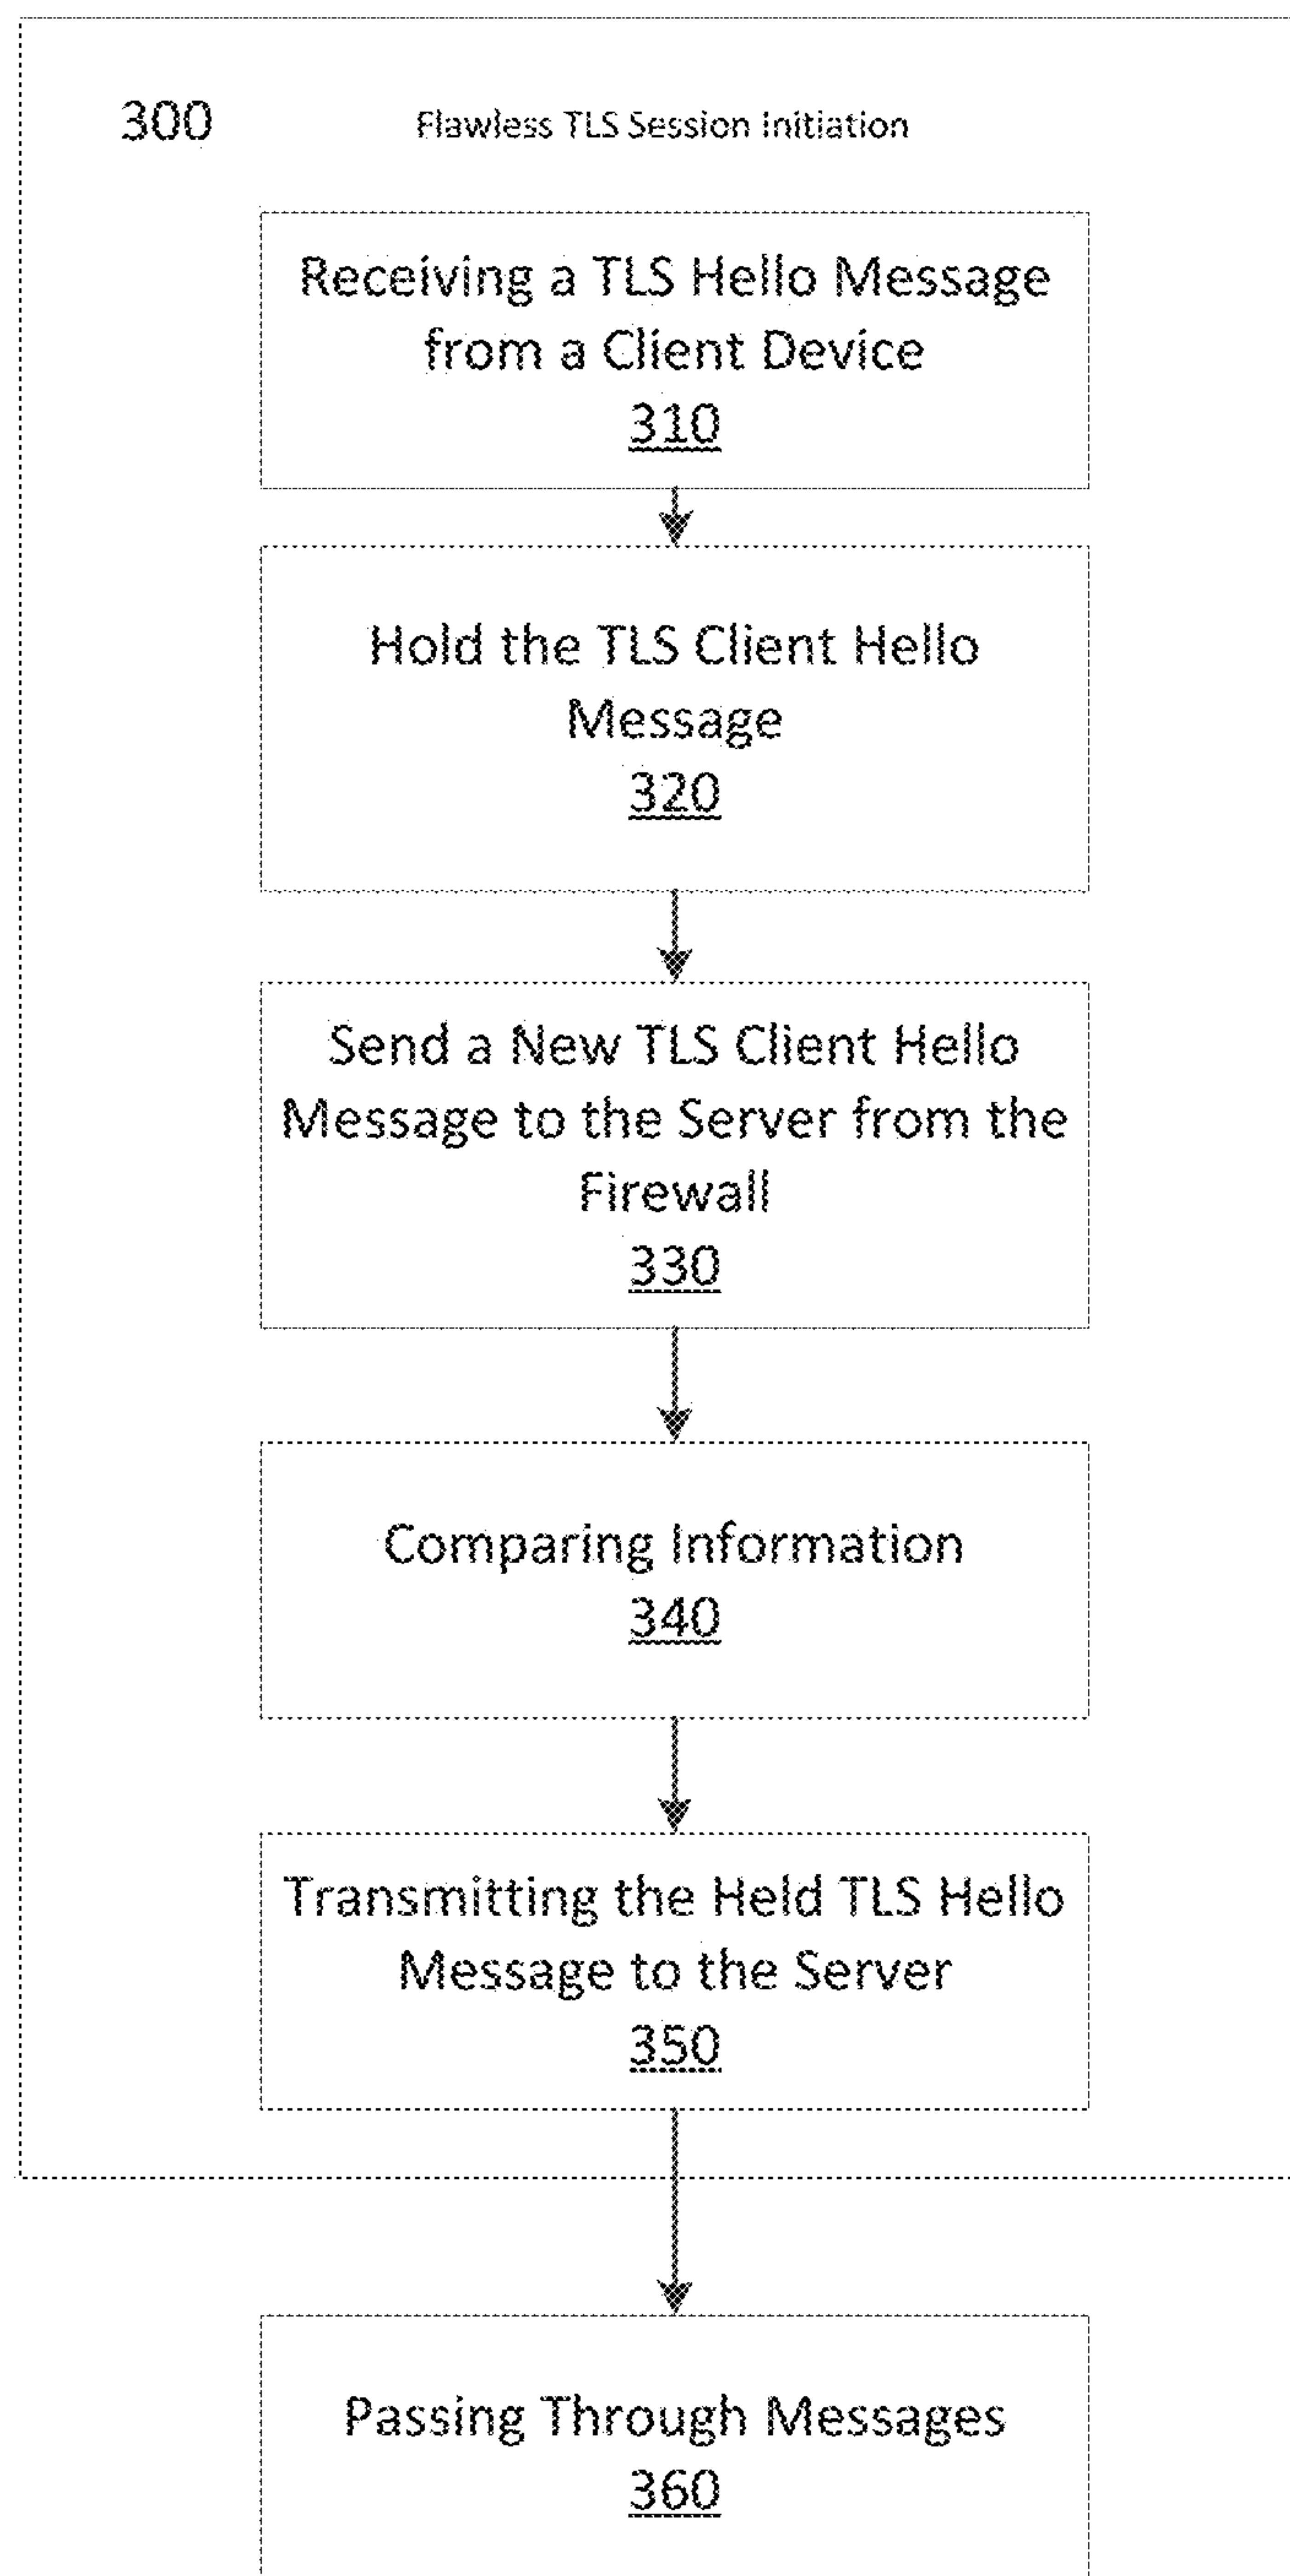 300
Flawless TLS Session Initiation
Receiving a TLS Hello Message
from a Client Device
310
Hold the TLS Client Hello
Message
320
Send a New TLS Client Hello
Message to the Server from the
Firewall
330
Comparing Information
340
Transmitting the Held TLS Hello
Message to the Server
350
Passing Through Messages
360